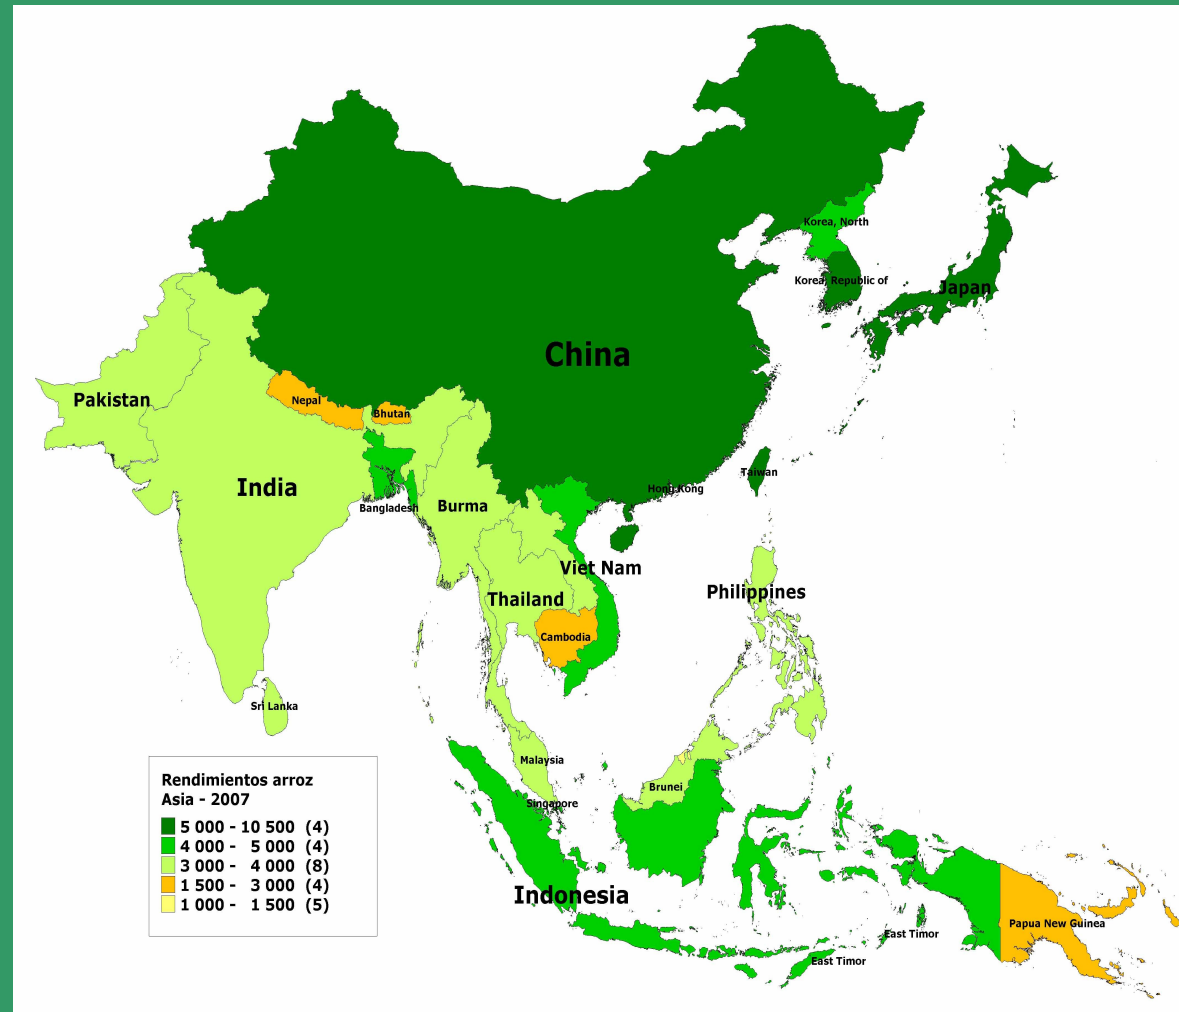 Korea, North
Korea, Republic of
Japan
China
Pakistan
Nepal
Bhutan
Taiwan
India
Hong Kong
Burma
Bangladesh
Viet Nam
Thailand
Philippines
Cambodia
Sri Lanka
Malaysia
Brunei
Singapore
Rendimientos arroz
Asia - 2007
5 000 - 10 500 (4)
4 000 - 5 000 (4)
3 000 - 4 000 (8)
1 500 - 3 000 (4)
1 000 - 1 500 (5)
Indonesia
Papua New Guinea
East Timor
East Timor